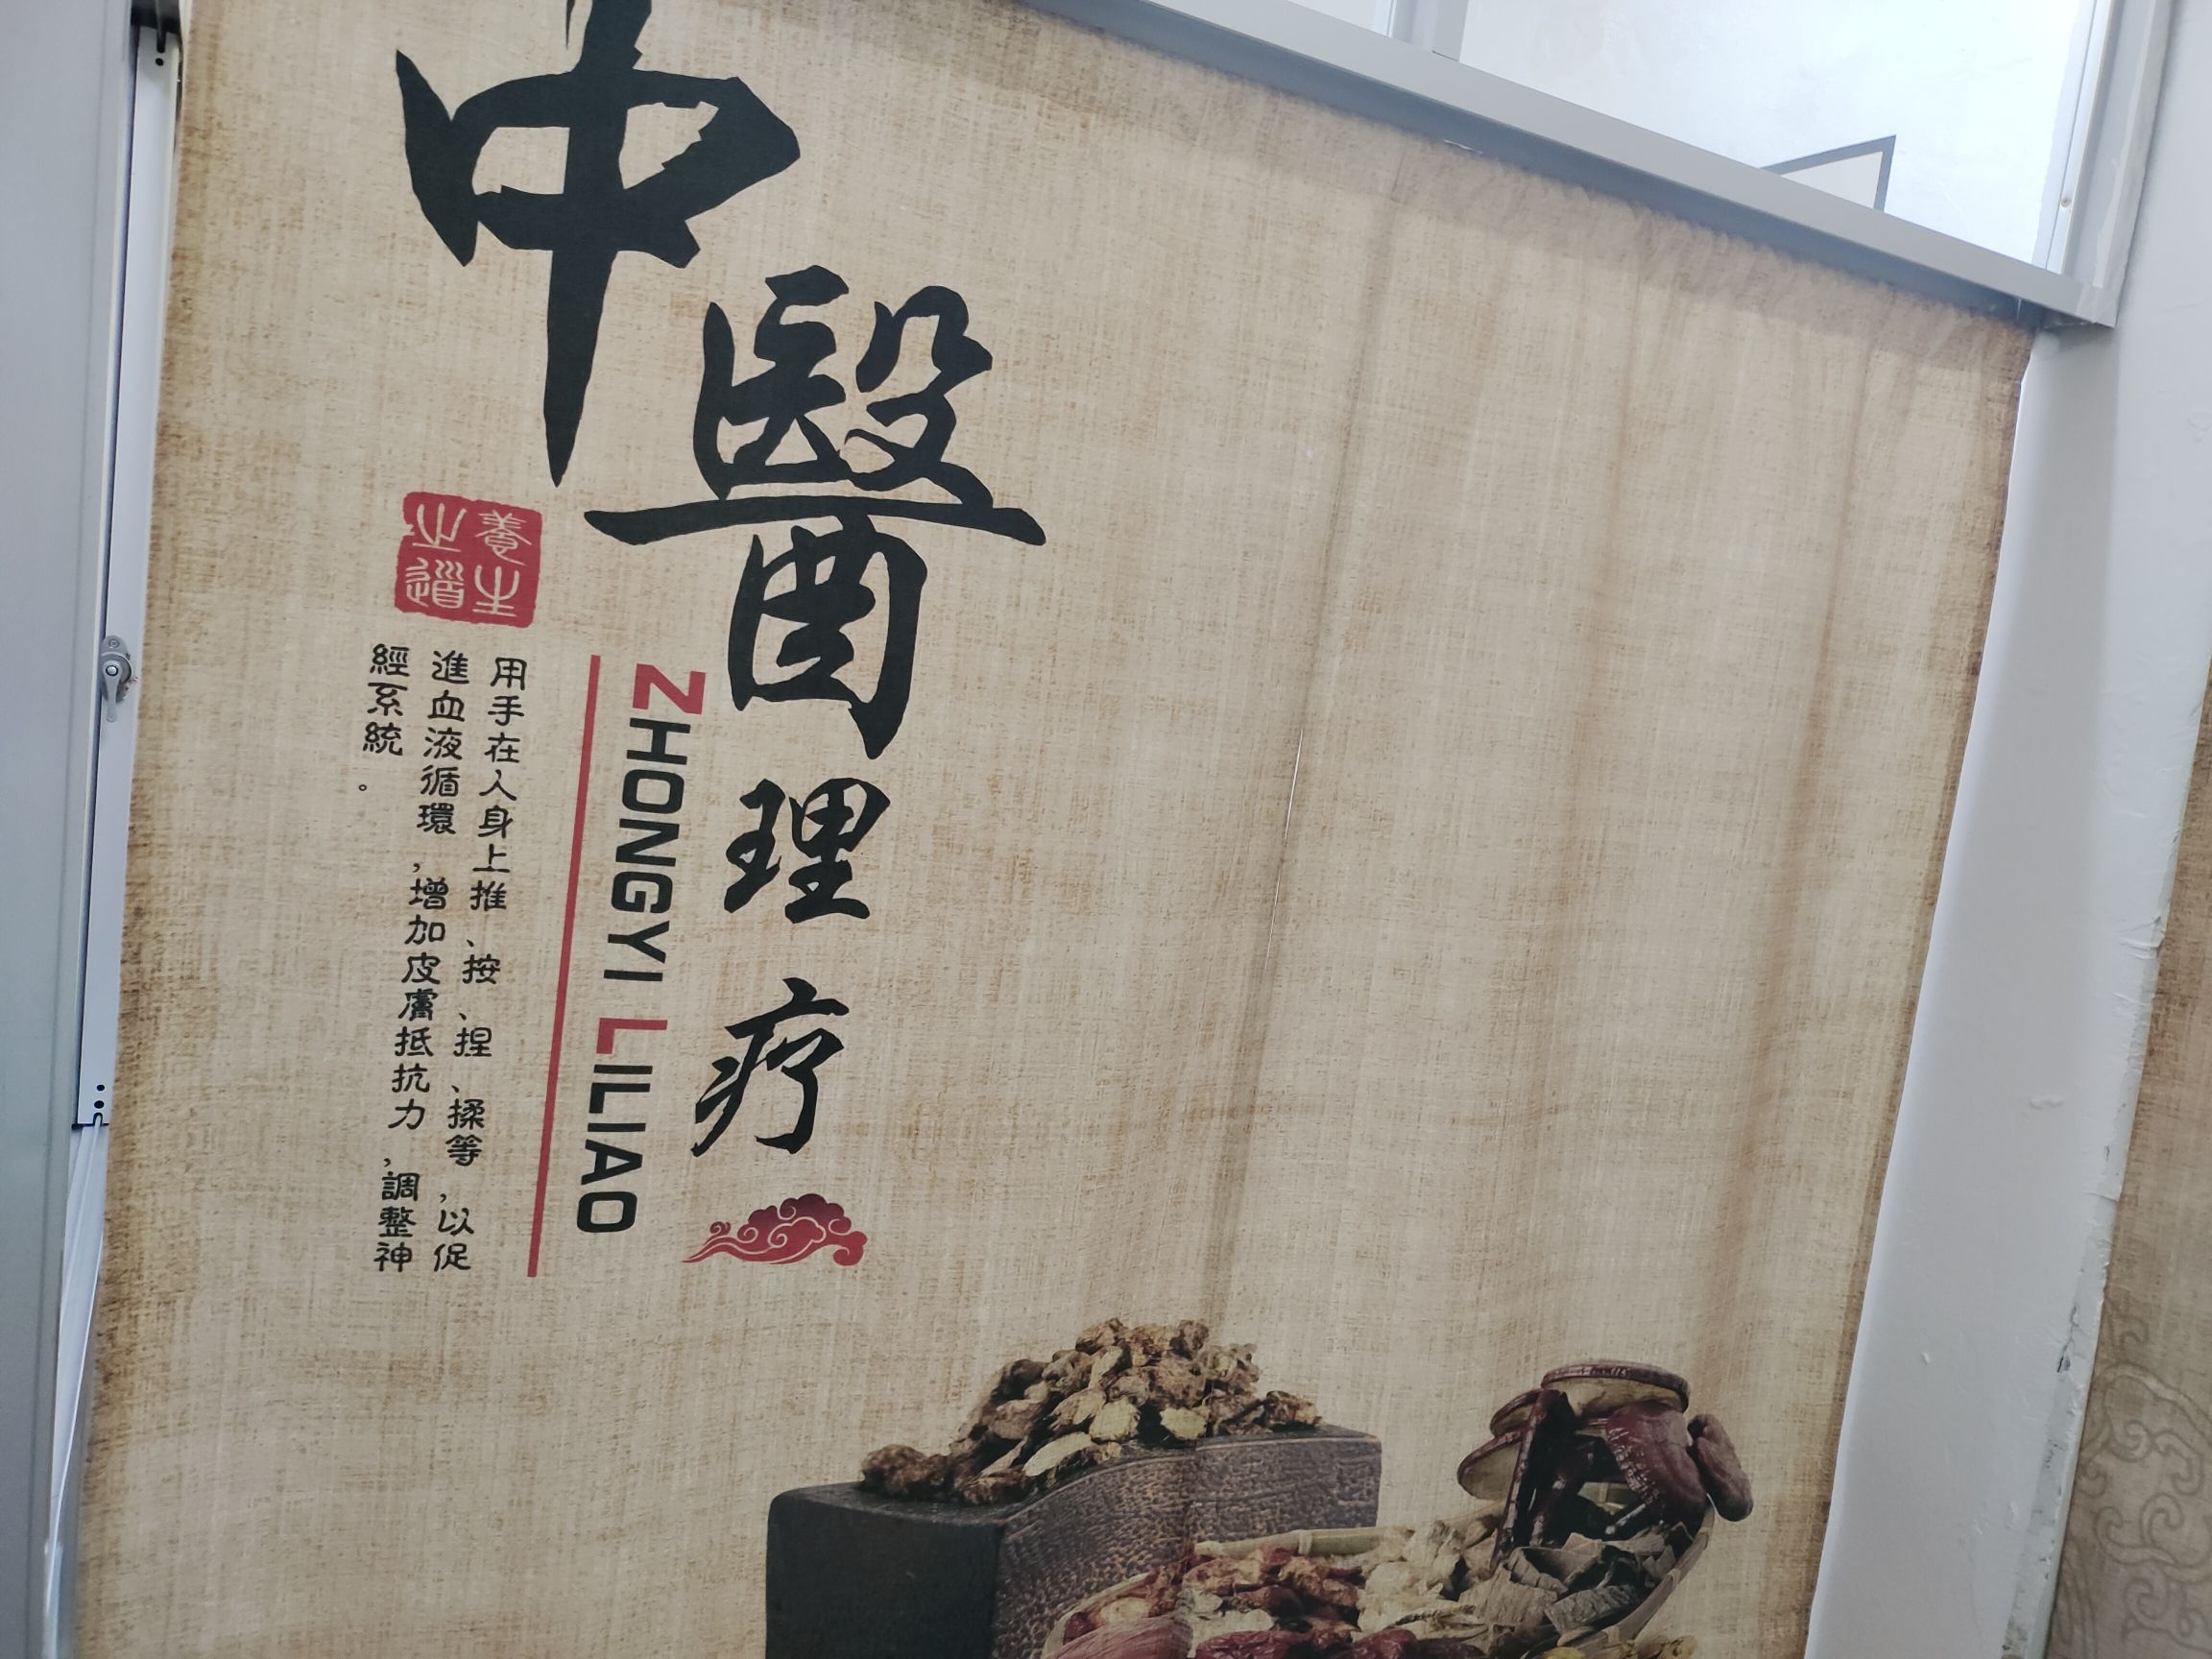 中醫理疗
ZHONGYI LILIAO
養生之道
用手在人身上推、按、捏、揉等，以促
進血液循環，增加皮膚抵抗力，調整神
經系統。